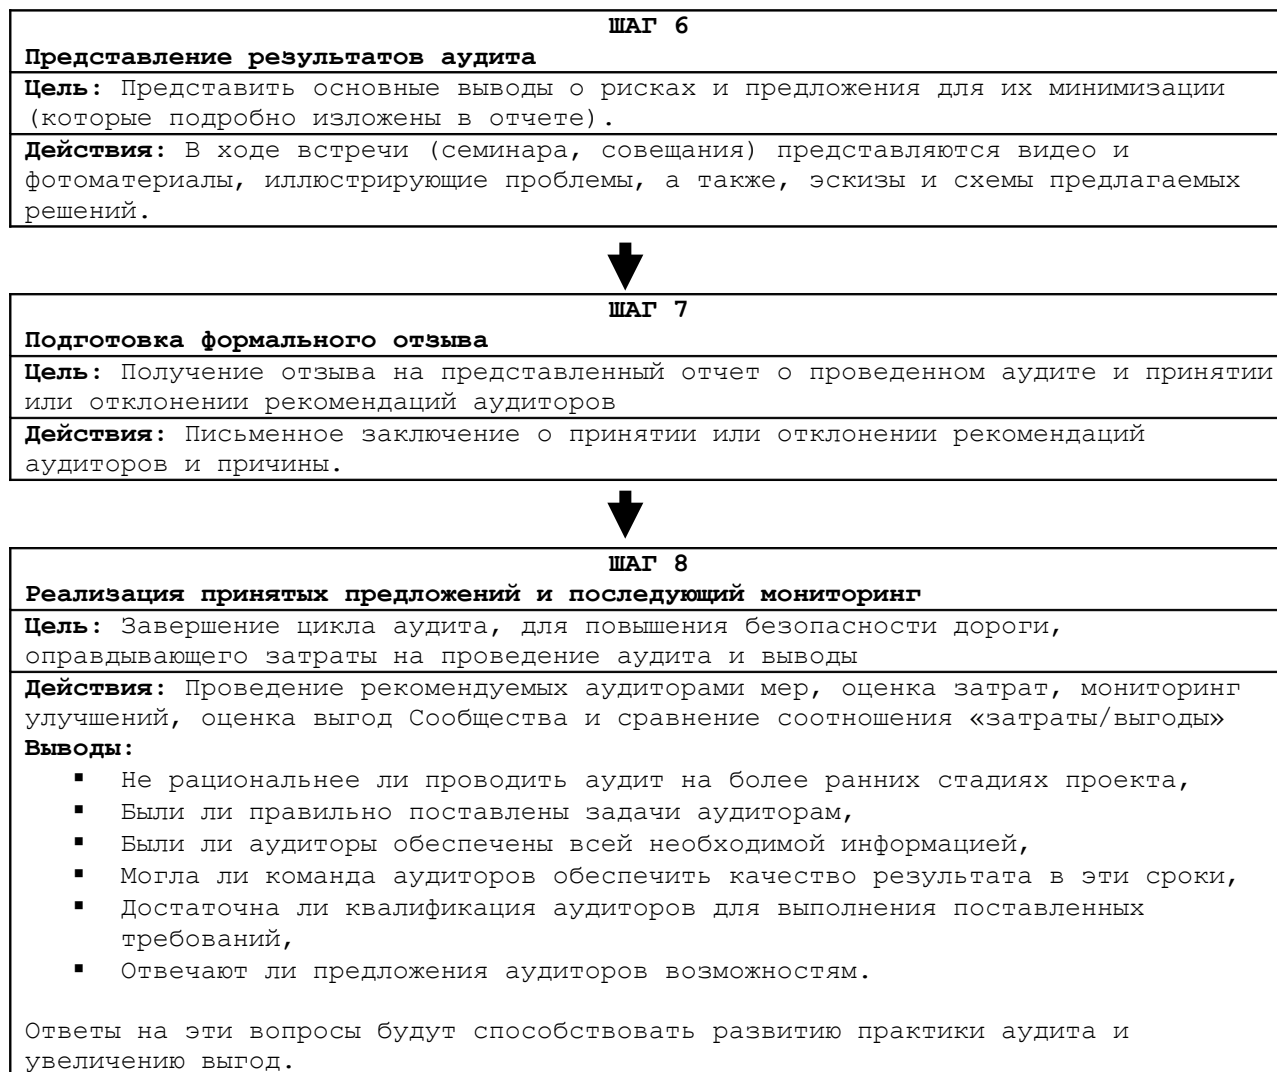 ШАГ 6
Представление результатов аудита
Цель: Представить основные выводы о рисках и предложения для их минимизации
(которые подробно изложены в отчете).
Действия: В ходе встречи (семинара, совещания) представляются видео и
фотоматериалы, иллюстрирующие проблемы, а также, эскизы и схемы предлагаемых
решений.
ШАГ 7
Подготовка формального отзыва
Цель: Получение отзыва на представленный отчет о проведенном аудите и принятии
или отклонении рекомендаций аудиторов
Действия: Письменное заключение о принятии или отклонении рекомендаций
аудиторов и причины.
ШАГ 8
Реализация принятых предложений и последующий мониторинг
Цель: Завершение цикла аудита, для повышения безопасности дороги,
оправдывающего затраты на проведение аудита и выводы
Действия: Проведение рекомендуемых аудиторами мер, оценка затрат, мониторинг
улучшений, оценка выгод Сообщества и сравнение соотношения «затраты/выгоды»
Выводы:
▪ Не рациональнее ли проводить аудит на более ранних стадиях проекта,
▪ Были ли правильно поставлены задачи аудиторам,
▪ Были ли аудиторы обеспечены всей необходимой информацией,
▪ Могла ли команда аудиторов обеспечить качество результата в эти сроки,
▪ Достаточна ли квалификация аудиторов для выполнения поставленных
требований,
▪ Отвечают ли предложения аудиторов возможностям.
Ответы на эти вопросы будут способствовать развитию практики аудита и
увеличению выгод.